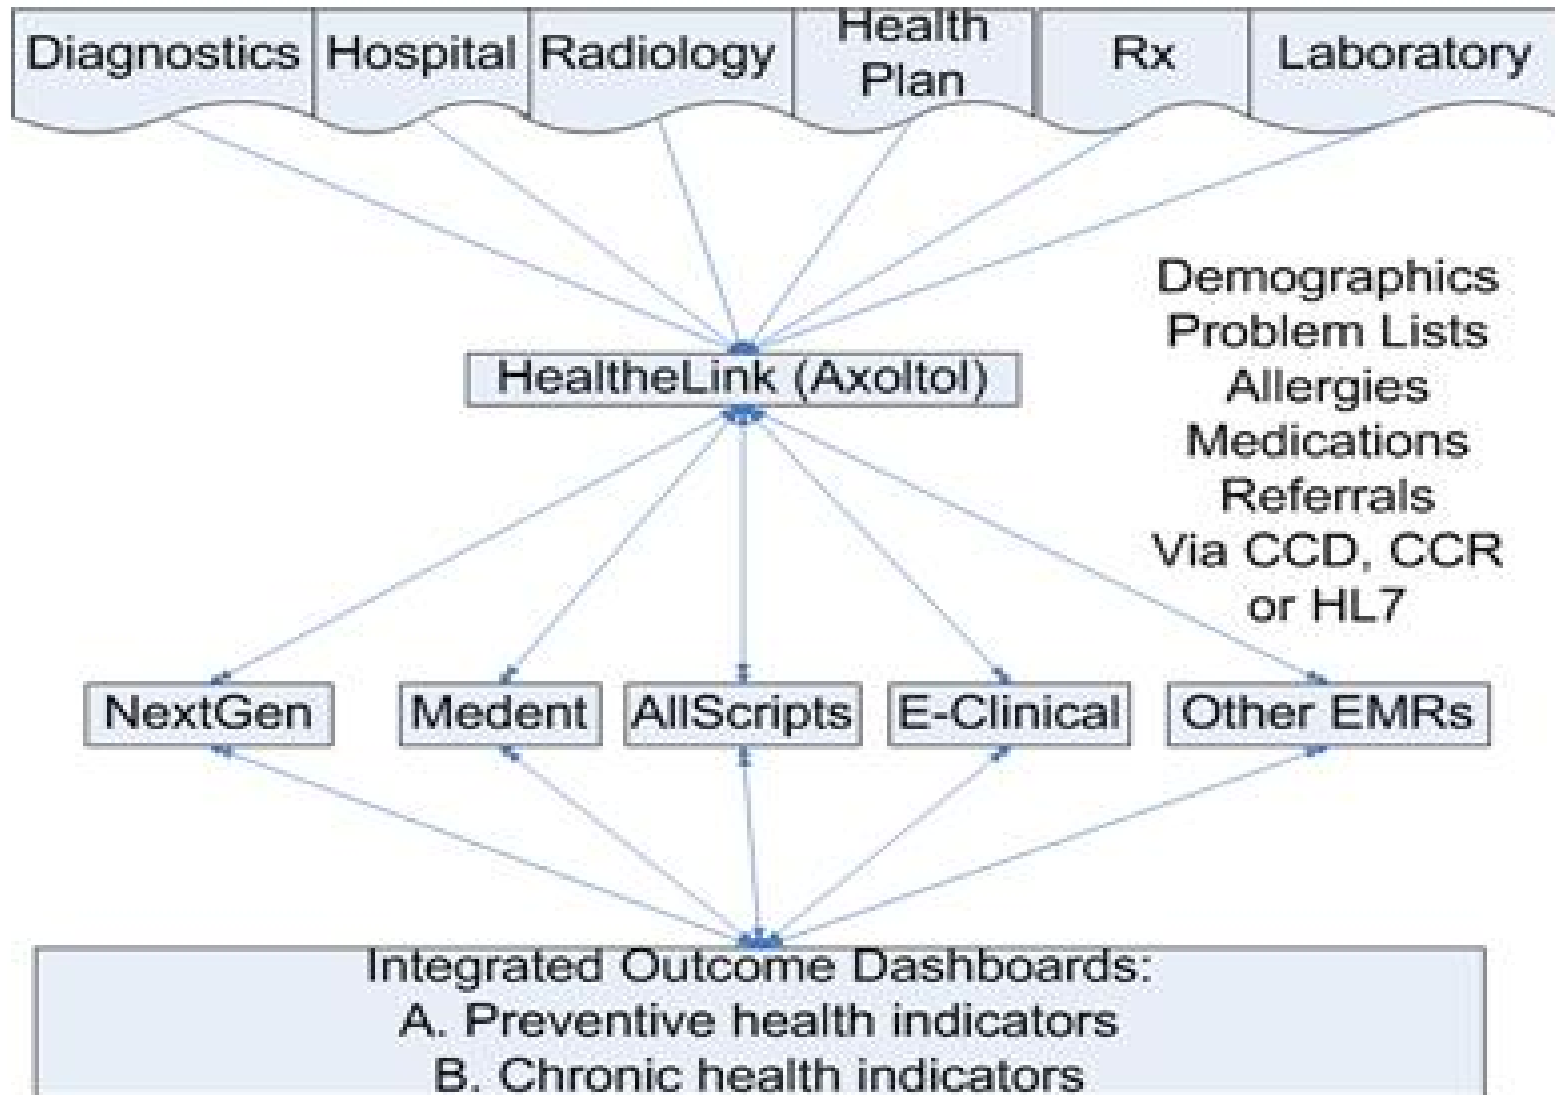 Diagnostics
Hospital
Radiology
Health
Plan
Rx
Laboratory
Demographics
Problem Lists
Allergies
Medications
Referrals
Via CCD, CCR
or HL7
HealtheLink (Axoltol)
NextGen
Medent
AllScripts
E-Clinical
Other EMRs
Integrated Outcome Dashboards:
A. Preventive health indicators
B. Chronic health indicators